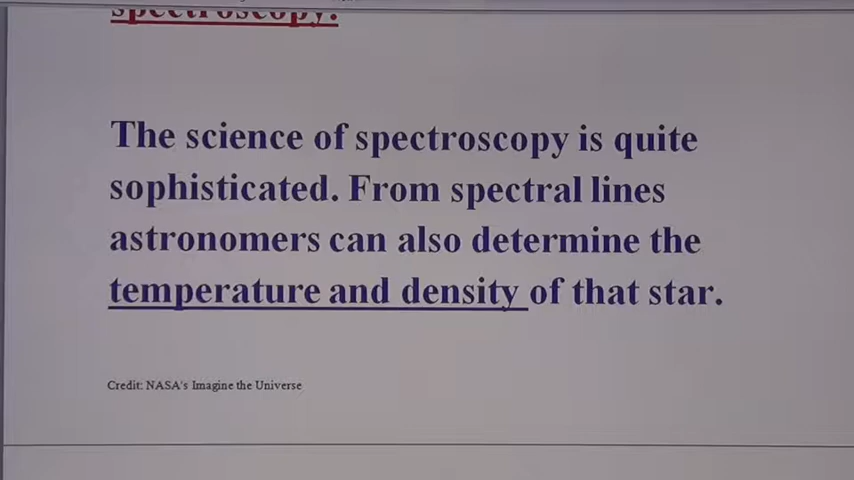 spectroscopy.
The science of spectroscopy is quite
sophisticated. From spectral lines
astronomers can also determine the
temperature and density of that star.
Credit: NASA's Imagine the Universe